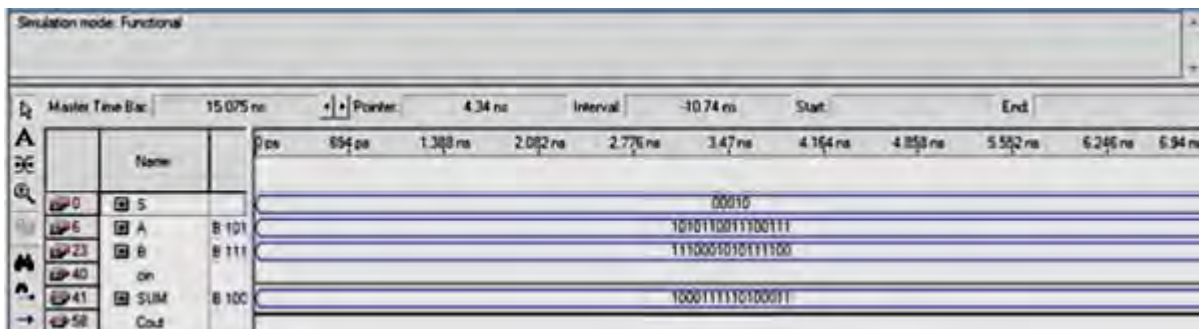 Simulation mode: Functional
Master Time Bar: 15.075 ns Pointer: 4.34 ns Interval: -10.74 ns Start: End:
Name 0 ps 694 ps 1.388 ns 2.082 ns 2.776 ns 3.47 ns 4.164 ns 4.858 ns 5.552 ns 6.246 ns 6.94 ns
0 S 00010
6 A B 101 1010110011100111
23 B B 111 1110001010111100
40 cin
41 SUM B 100 1000111110100011
58 Cout